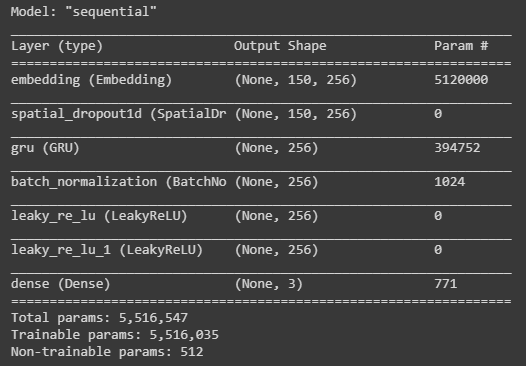 Model: "sequential"
Layer (type) Output Shape Param #
embedding (Embedding) (None, 150, 256) 5120000
spatial_dropout1d (SpatialDr (None, 150, 256) 0
gru (GRU) (None, 256) 394752
batch_normalization (BatchNo (None, 256) 1024
leaky_re_lu (LeakyReLU) (None, 256) 0
leaky_re_lu_1 (LeakyReLU) (None, 256) 0
dense (Dense) (None, 3) 771
Total params: 5,516,547
Trainable params: 5,516,035
Non-trainable params: 512